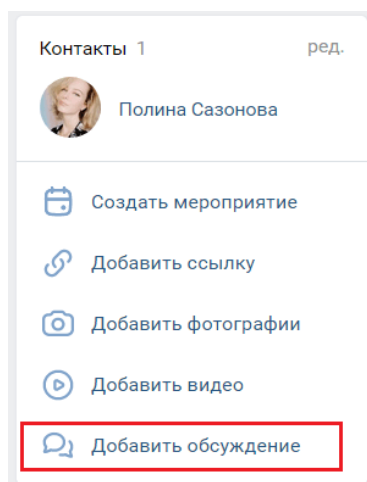 Контакты 1 ред.
Полина Сазонова
Создать мероприятие
Добавить ссылку
Добавить фотографии
Добавить видео
Добавить обсуждение